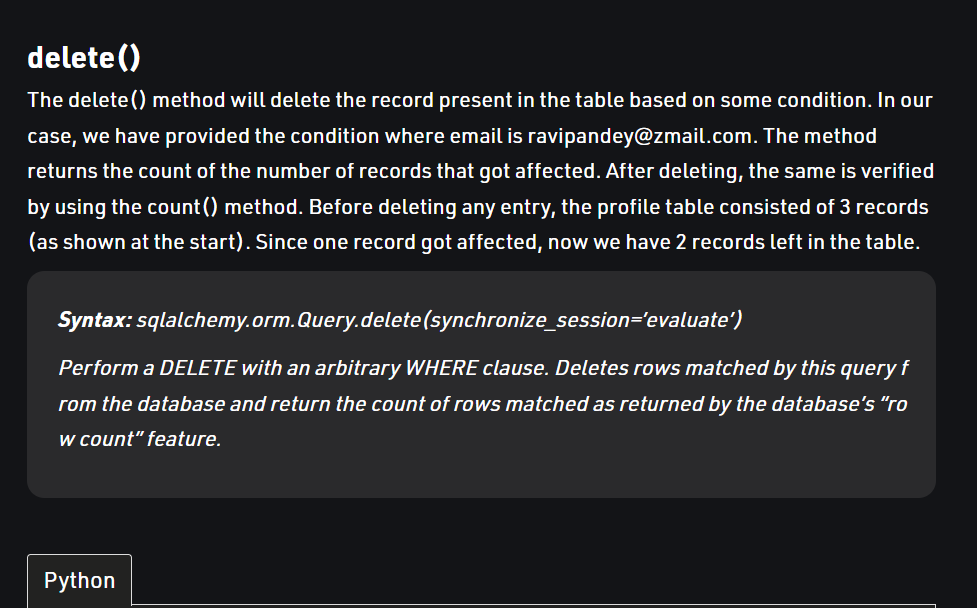 delete()
The delete() method will delete the record present in the table based on some condition. In our
case, we have provided the condition where email is ravipandey@zmail.com. The method
returns the count of the number of records that got affected. After deleting, the same is verified
by using the count() method. Before deleting any entry, the profile table consisted of 3 records
(as shown at the start). Since one record got affected, now we have 2 records left in the table.
Syntax: sqlalchemy.orm.Query.delete(synchronize_session=’evaluate’)
Perform a DELETE with an arbitrary WHERE clause. Deletes rows matched by this query f
rom the database and return the count of rows matched as returned by the database’s “ro
w count” feature.
Python